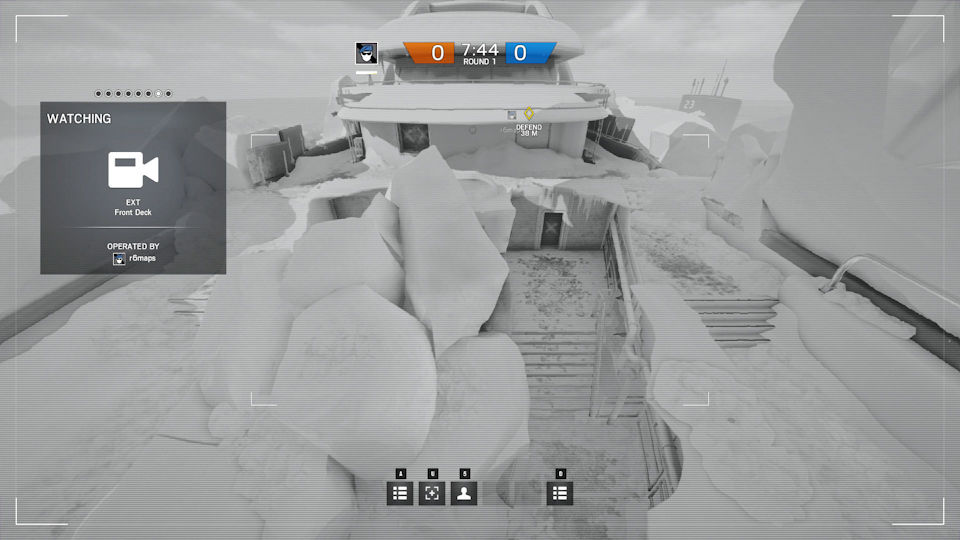 0 7:44 0
ROUND 1
WATCHING
23
DEFEND
38 M
EXT
Front Deck
OPERATED BY
r6maps
A U S D